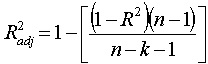 R²adj = 1 − [ (1 − R²)(n − 1) / n − k − 1 ]